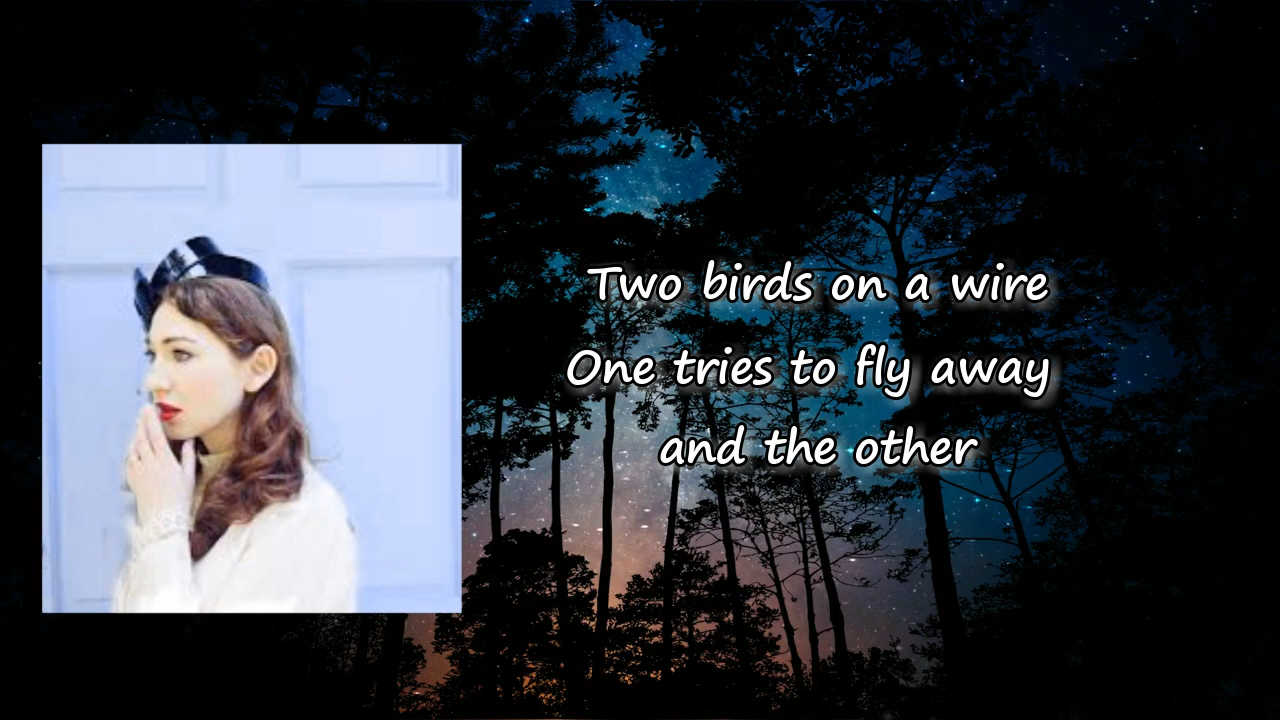 Two birds on a wire
One tries to fly away
and the other